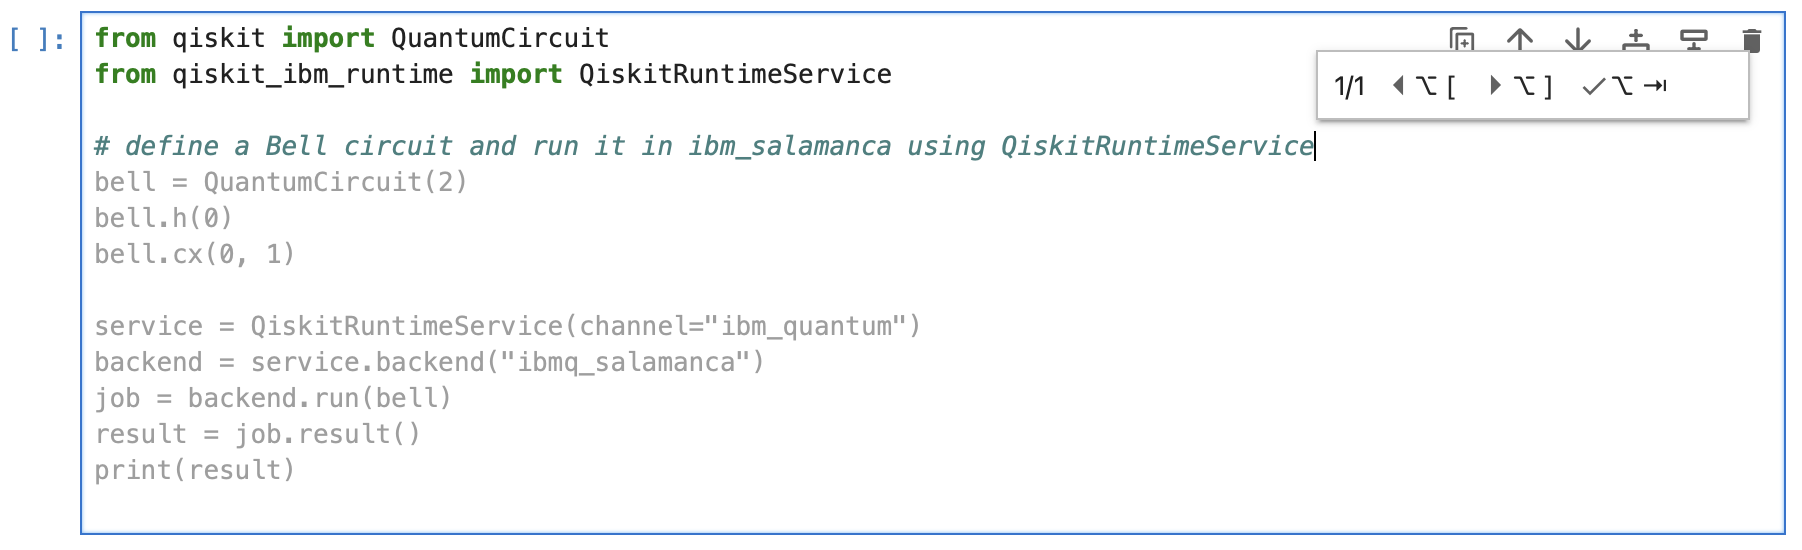 [ ]:
from qiskit import QuantumCircuit
from qiskit_ibm_runtime import QiskitRuntimeService
1/1 ⌥ [ ⌥ ] ✓ ⌥ ⇥
# define a Bell circuit and run it in ibm_salamanca using QiskitRuntimeService
bell = QuantumCircuit(2)
bell.h(0)
bell.cx(0, 1)
service = QiskitRuntimeService(channel="ibm_quantum")
backend = service.backend("ibmq_salamanca")
job = backend.run(bell)
result = job.result()
print(result)